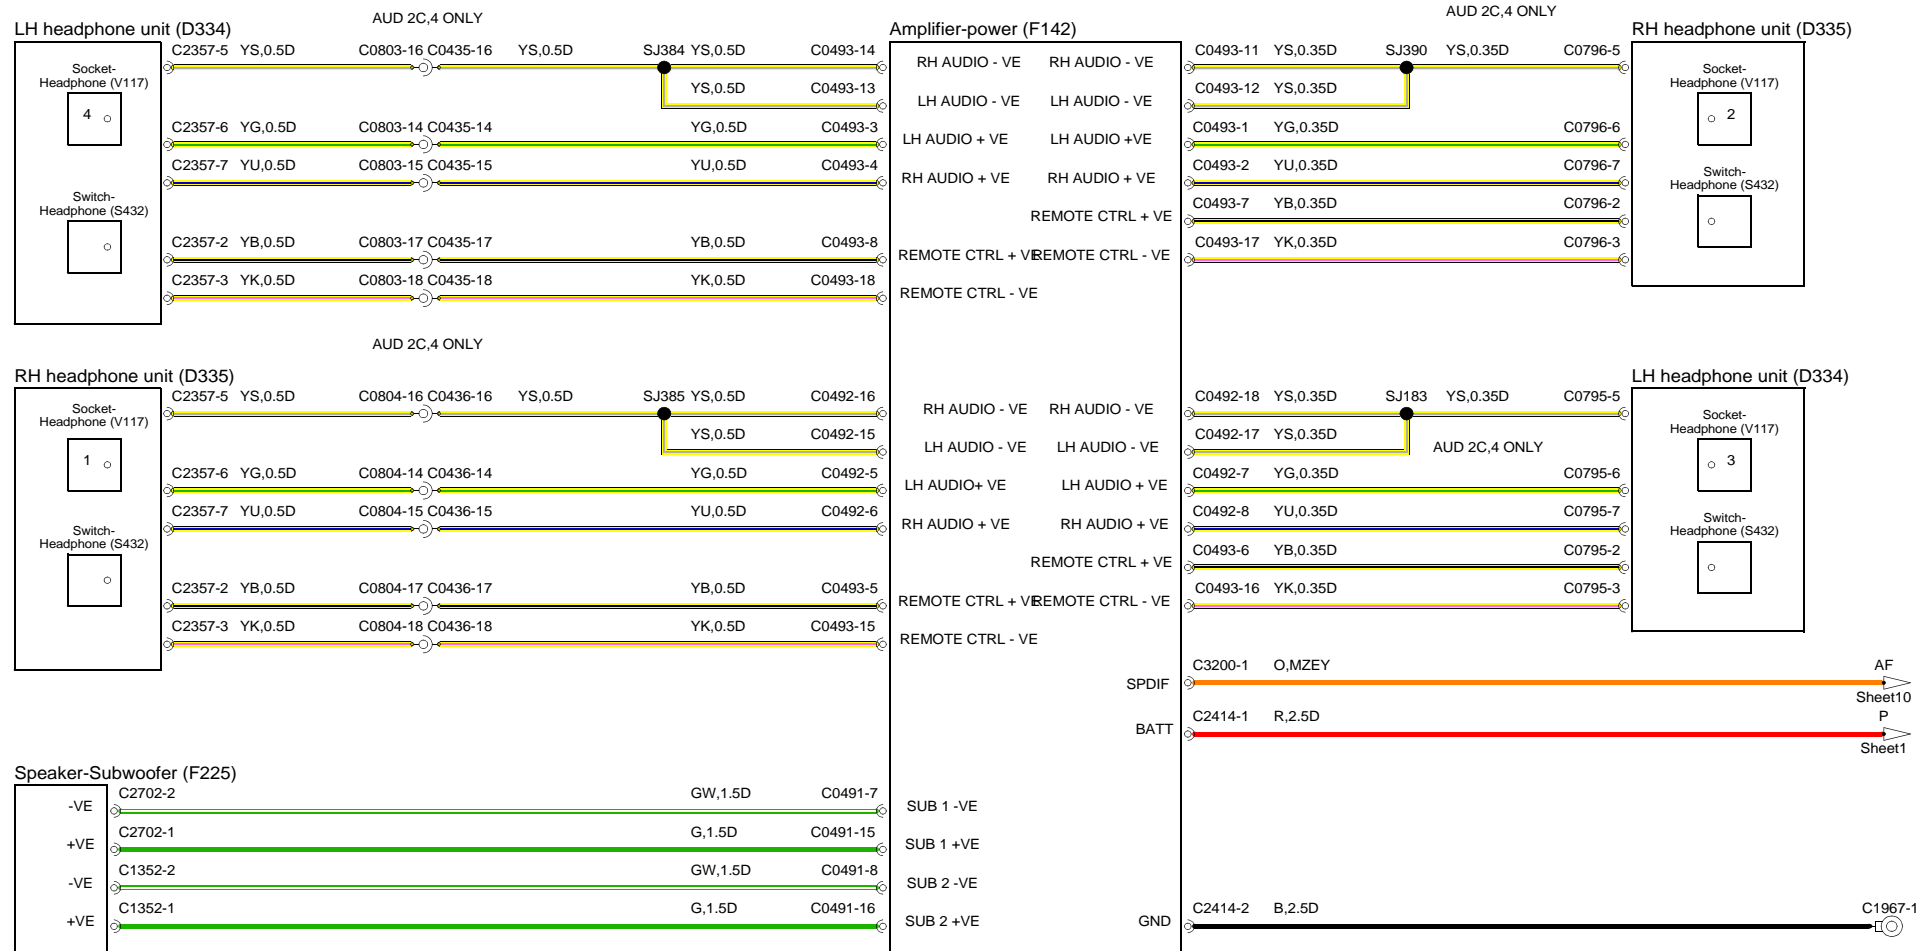 AUD 2C,4 ONLY
AUD 2C,4 ONLY
LH headphone unit (D334)
Amplifier-power (F142)
RH headphone unit (D335)
C2357-5 YS,0.5D C0803-16 C0435-16 YS,0.5D SJ384 YS,0.5D C0493-14
C0493-11 YS,0.35D SJ390 YS,0.35D C0796-5
RH AUDIO - VE RH AUDIO - VE
Socket-
Headphone (V117)
4
YS,0.5D C0493-13
C0493-12 YS,0.35D
LH AUDIO - VE LH AUDIO - VE
Socket-
Headphone (V117)
2
C2357-6 YG,0.5D C0803-14 C0435-14 YG,0.5D C0493-3
C0493-1 YG,0.35D C0796-6
LH AUDIO + VE LH AUDIO +VE
C2357-7 YU,0.5D C0803-15 C0435-15 YU,0.5D C0493-4
C0493-2 YU,0.35D C0796-7
RH AUDIO + VE RH AUDIO + VE
Switch-
Headphone (S432)
Switch-
Headphone (S432)
C0493-7 YB,0.35D C0796-2
REMOTE CTRL + VE
C2357-2 YB,0.5D C0803-17 C0435-17 YB,0.5D C0493-8
C0493-17 YK,0.35D C0796-3
REMOTE CTRL + VE REMOTE CTRL - VE
C2357-3 YK,0.5D C0803-18 C0435-18 YK,0.5D C0493-18
REMOTE CTRL - VE
AUD 2C,4 ONLY
RH headphone unit (D335)
LH headphone unit (D334)
C2357-5 YS,0.5D C0804-16 C0436-16 YS,0.5D SJ385 YS,0.5D C0492-16
C0492-18 YS,0.35D SJ183 YS,0.35D C0795-5
RH AUDIO - VE RH AUDIO - VE
Socket-
Headphone (V117)
1
YS,0.5D C0492-15
C0492-17 YS,0.35D
LH AUDIO - VE LH AUDIO - VE
AUD 2C,4 ONLY
Socket-
Headphone (V117)
3
C2357-6 YG,0.5D C0804-14 C0436-14 YG,0.5D C0492-5
C0492-7 YG,0.35D C0795-6
LH AUDIO+ VE LH AUDIO + VE
C2357-7 YU,0.5D C0804-15 C0436-15 YU,0.5D C0492-6
C0492-8 YU,0.35D C0795-7
RH AUDIO + VE RH AUDIO + VE
Switch-
Headphone (S432)
Switch-
Headphone (S432)
C0493-6 YB,0.35D C0795-2
REMOTE CTRL + VE
C2357-2 YB,0.5D C0804-17 C0436-17 YB,0.5D C0493-5
C0493-16 YK,0.35D C0795-3
REMOTE CTRL + VE REMOTE CTRL - VE
C2357-3 YK,0.5D C0804-18 C0436-18 YK,0.5D C0493-15
REMOTE CTRL - VE
C3200-1 O,MZEY AF
SPDIF
Sheet10
C2414-1 R,2.5D P
BATT
Sheet1
Speaker-Subwoofer (F225)
C2702-2 GW,1.5D C0491-7
-VE SUB 1 -VE
C2702-1 G,1.5D C0491-15
+VE SUB 1 +VE
C1352-2 GW,1.5D C0491-8
-VE SUB 2 -VE
C1352-1 G,1.5D C0491-16
+VE SUB 2 +VE
C2414-2 B,2.5D C1967-1
GND